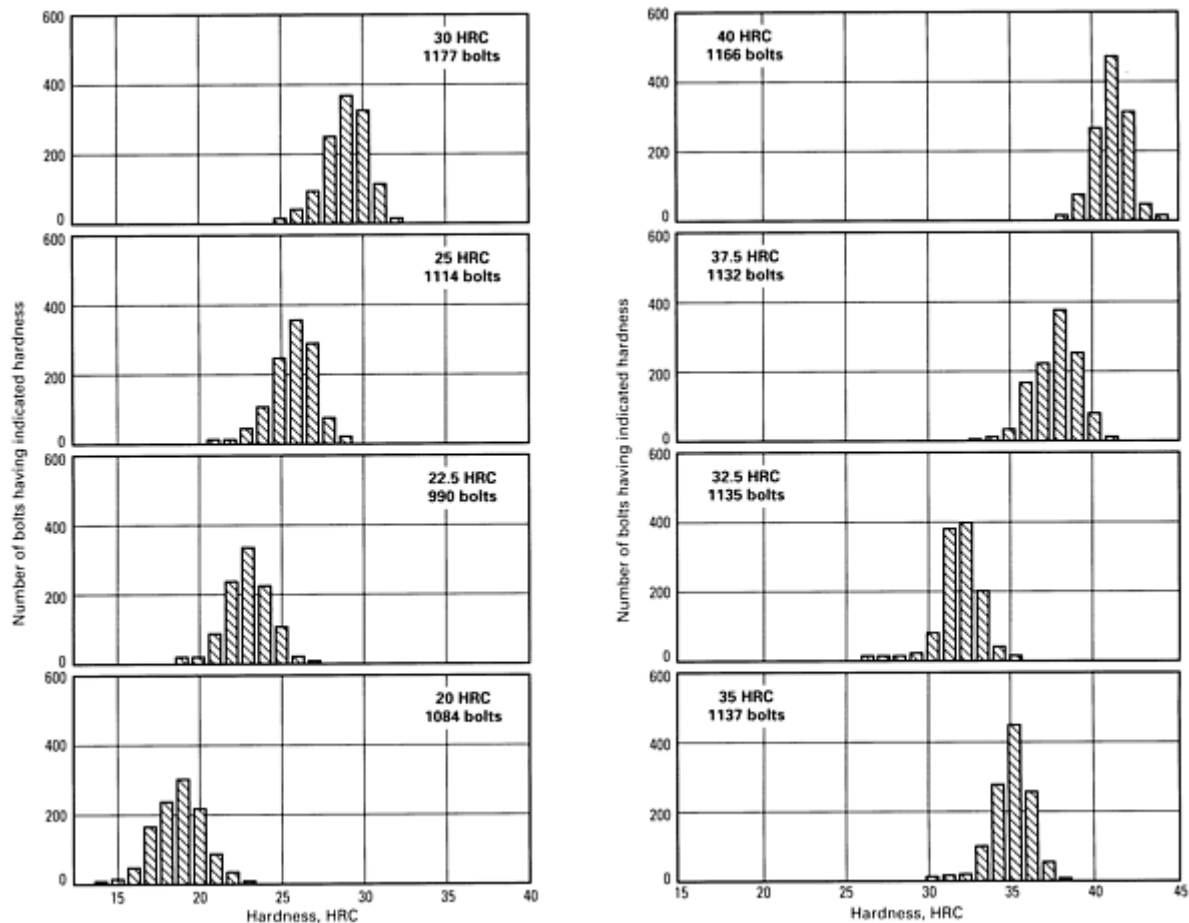 Number of bolts having indicated hardness
600
400
200
0
30 HRC
1177 bolts
600
400
200
0
25 HRC
1114 bolts
600
400
200
0
22.5 HRC
990 bolts
600
400
200
0
20 HRC
1084 bolts
15 20 25 30 35 40
Hardness, HRC
Number of bolts having indicated hardness
600
400
200
0
40 HRC
1166 bolts
600
400
200
0
37.5 HRC
1132 bolts
600
400
200
0
32.5 HRC
1135 bolts
600
400
200
0
35 HRC
1137 bolts
15 20 25 30 35 40 45
Hardness, HRC